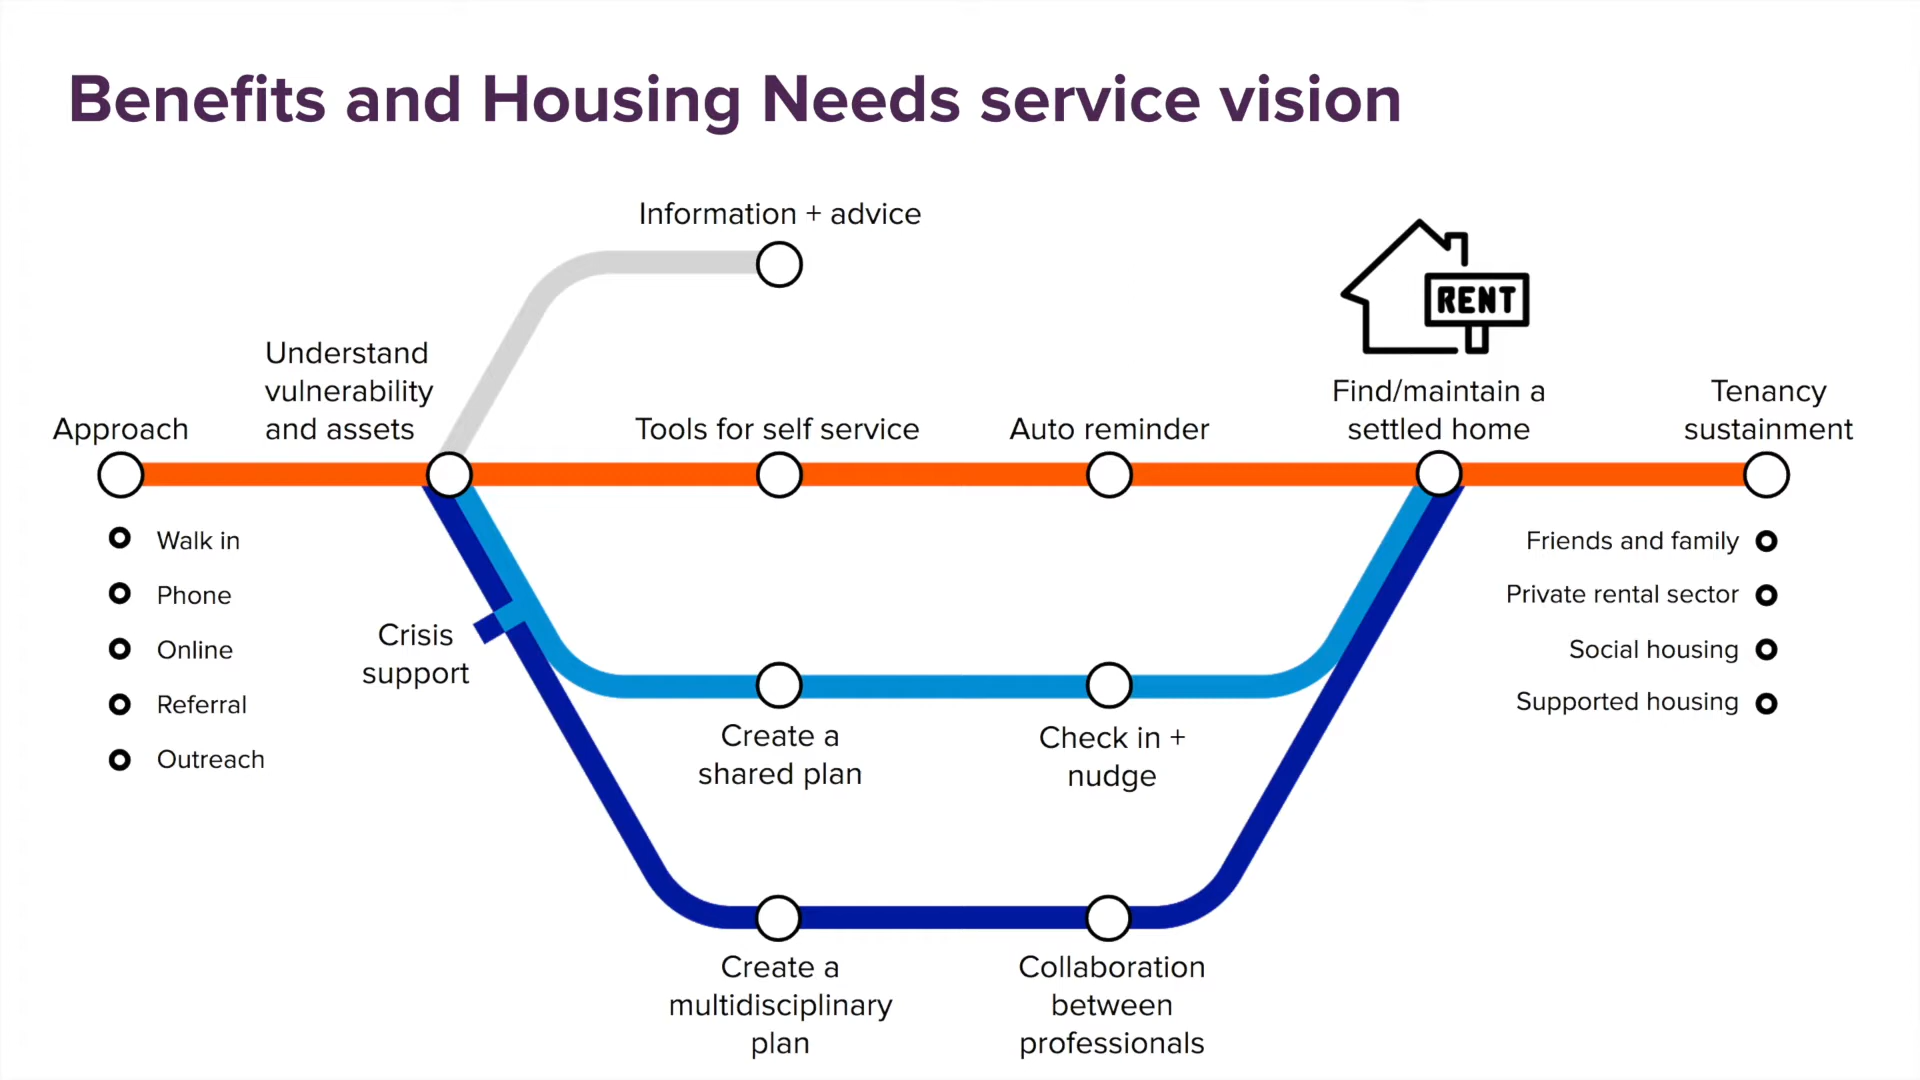 Benefits and Housing Needs service vision
Information + advice
RENT
Understand
vulnerability
and assets
Approach
Tools for self service
Auto reminder
Find/maintain a
settled home
Tenancy
sustainment
Walk in
Phone
Online
Referral
Outreach
Crisis
support
Friends and family
Private rental sector
Social housing
Supported housing
Create a
shared plan
Check in +
nudge
Create a
multidisciplinary
plan
Collaboration
between
professionals